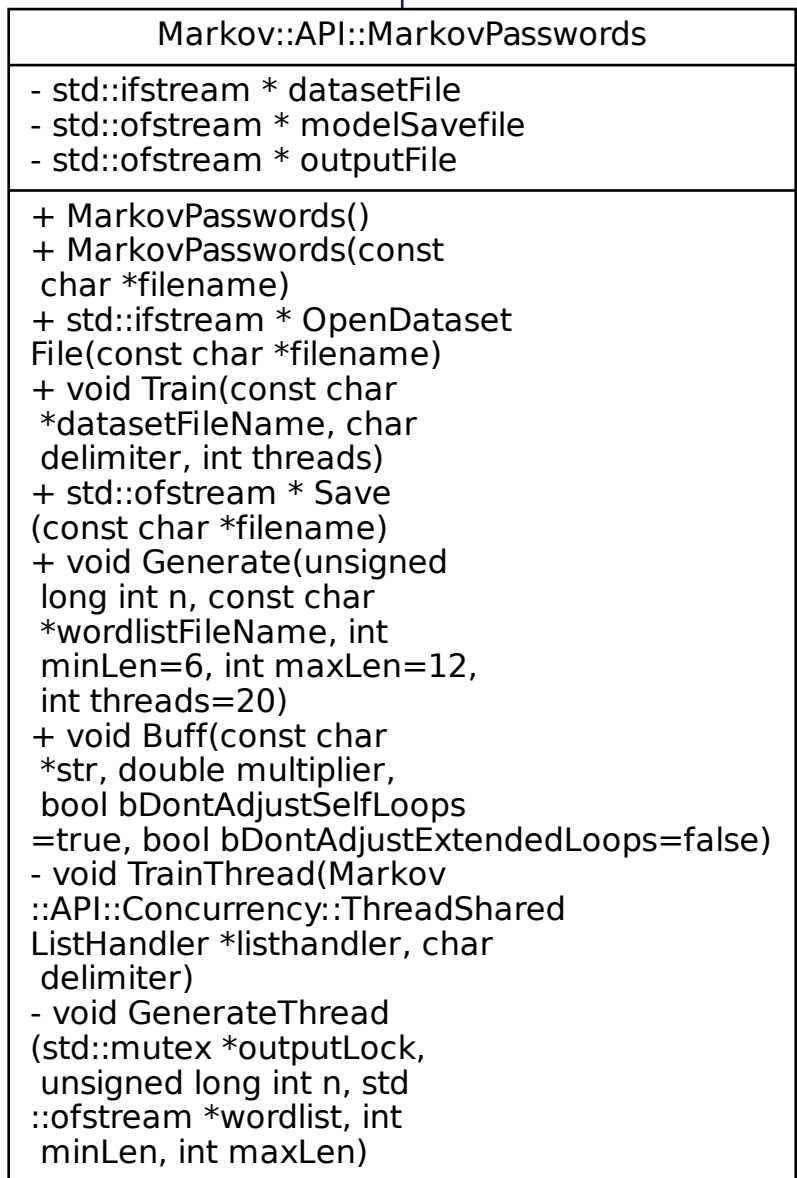 Markov::API::MarkovPasswords
- std::ifstream * datasetFile
- std::ofstream * modelSavefile
- std::ofstream * outputFile
+ MarkovPasswords()
+ MarkovPasswords(const
char *filename)
+ std::ifstream * OpenDataset
File(const char *filename)
+ void Train(const char
*datasetFileName, char
delimiter, int threads)
+ std::ofstream * Save
(const char *filename)
+ void Generate(unsigned
long int n, const char
*wordlistFileName, int
minLen=6, int maxLen=12,
int threads=20)
+ void Buff(const char
*str, double multiplier,
bool bDontAdjustSelfLoops
=true, bool bDontAdjustExtendedLoops=false)
- void TrainThread(Markov
::API::Concurrency::ThreadShared
ListHandler *listhandler, char
delimiter)
- void GenerateThread
(std::mutex *outputLock,
unsigned long int n, std
::ofstream *wordlist, int
minLen, int maxLen)